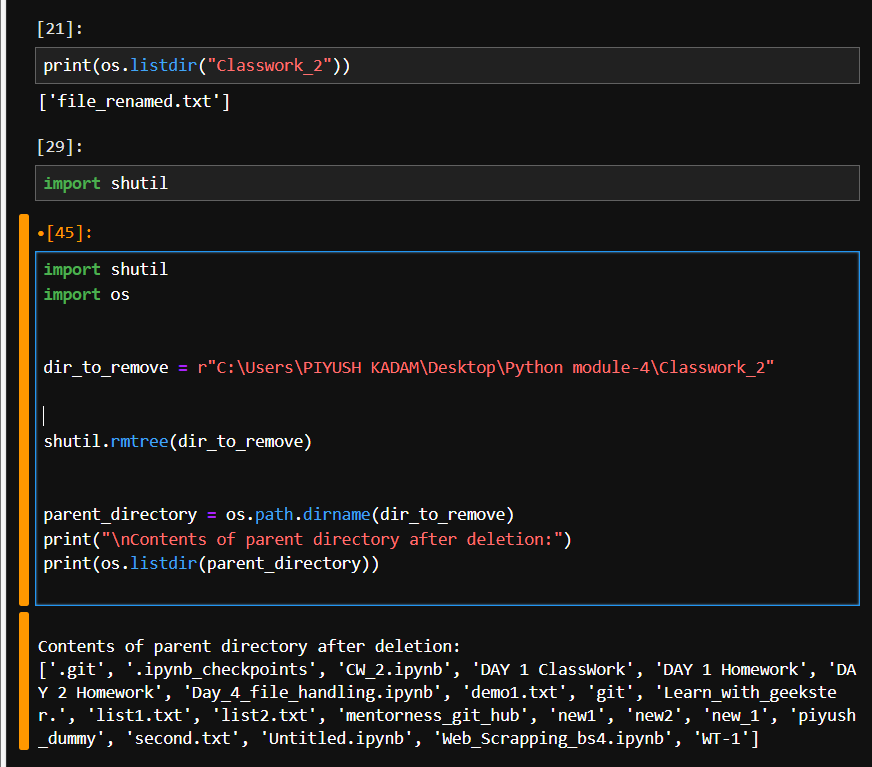 [21]:
print(os.listdir("Classwork_2"))
['file_renamed.txt']
[29]:
import shutil
•[45]:
import shutil
import os
dir_to_remove = r"C:\Users\PIYUSH KADAM\Desktop\Python module-4\Classwork_2"
shutil.rmtree(dir_to_remove)
parent_directory = os.path.dirname(dir_to_remove)
print("\nContents of parent directory after deletion:")
print(os.listdir(parent_directory))
Contents of parent directory after deletion:
['.git', '.ipynb_checkpoints', 'CW_2.ipynb', 'DAY 1 ClassWork', 'DAY 1 Homework', 'DA
Y 2 Homework', 'Day_4_file_handling.ipynb', 'demo1.txt', 'git', 'Learn_with_geekste
r.', 'list1.txt', 'list2.txt', 'mentorness_git_hub', 'new1', 'new2', 'new_1', 'piyush
_dummy', 'second.txt', 'Untitled.ipynb', 'Web_Scrapping_bs4.ipynb', 'WT-1']